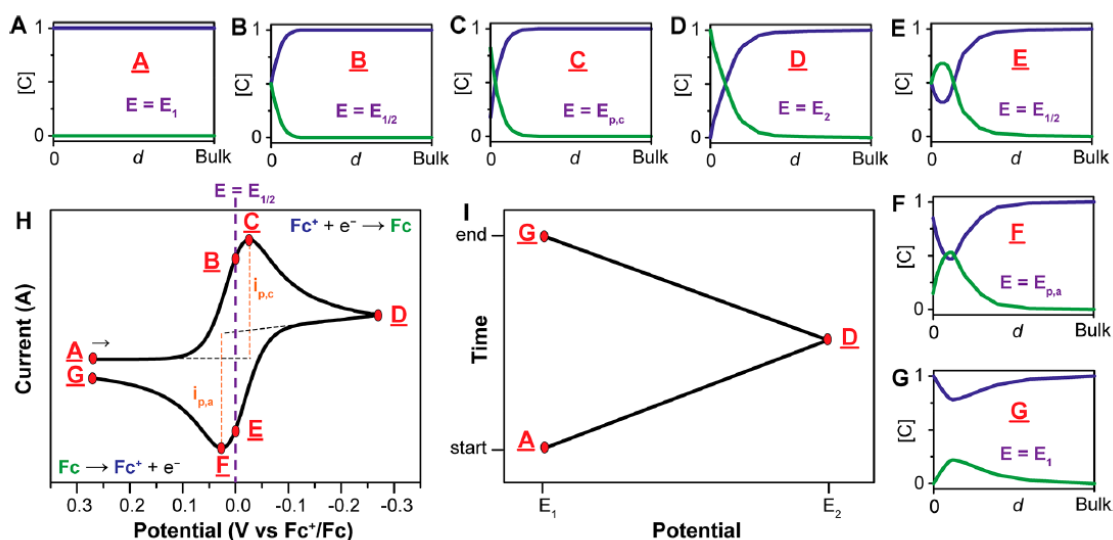 A
1
[C]
0
A
E = E1
0 d Bulk
B
1
0
B
E = E1/2
0 d Bulk
C
1
[C]
0
C
E = Ep,c
0 d Bulk
D
1
0
D
E = E2
0 d Bulk
E
1
[C]
0
E
E = E1/2
0 d Bulk
H
E = E1/2
C
Fc+ + e− → Fc
B
ip,c
D
A →
G
ip,a
E
F
Fc → Fc+ + e−
Current (A)
0.3 0.2 0.1 0.0 -0.1 -0.2 -0.3
Potential (V vs Fc+/Fc)
I
end
G
Time
D
start
A
E1 E2
Potential
F
1
[C]
0
F
E = Ep,a
0 d Bulk
G
1
[C]
0
G
E = E1
0 d Bulk